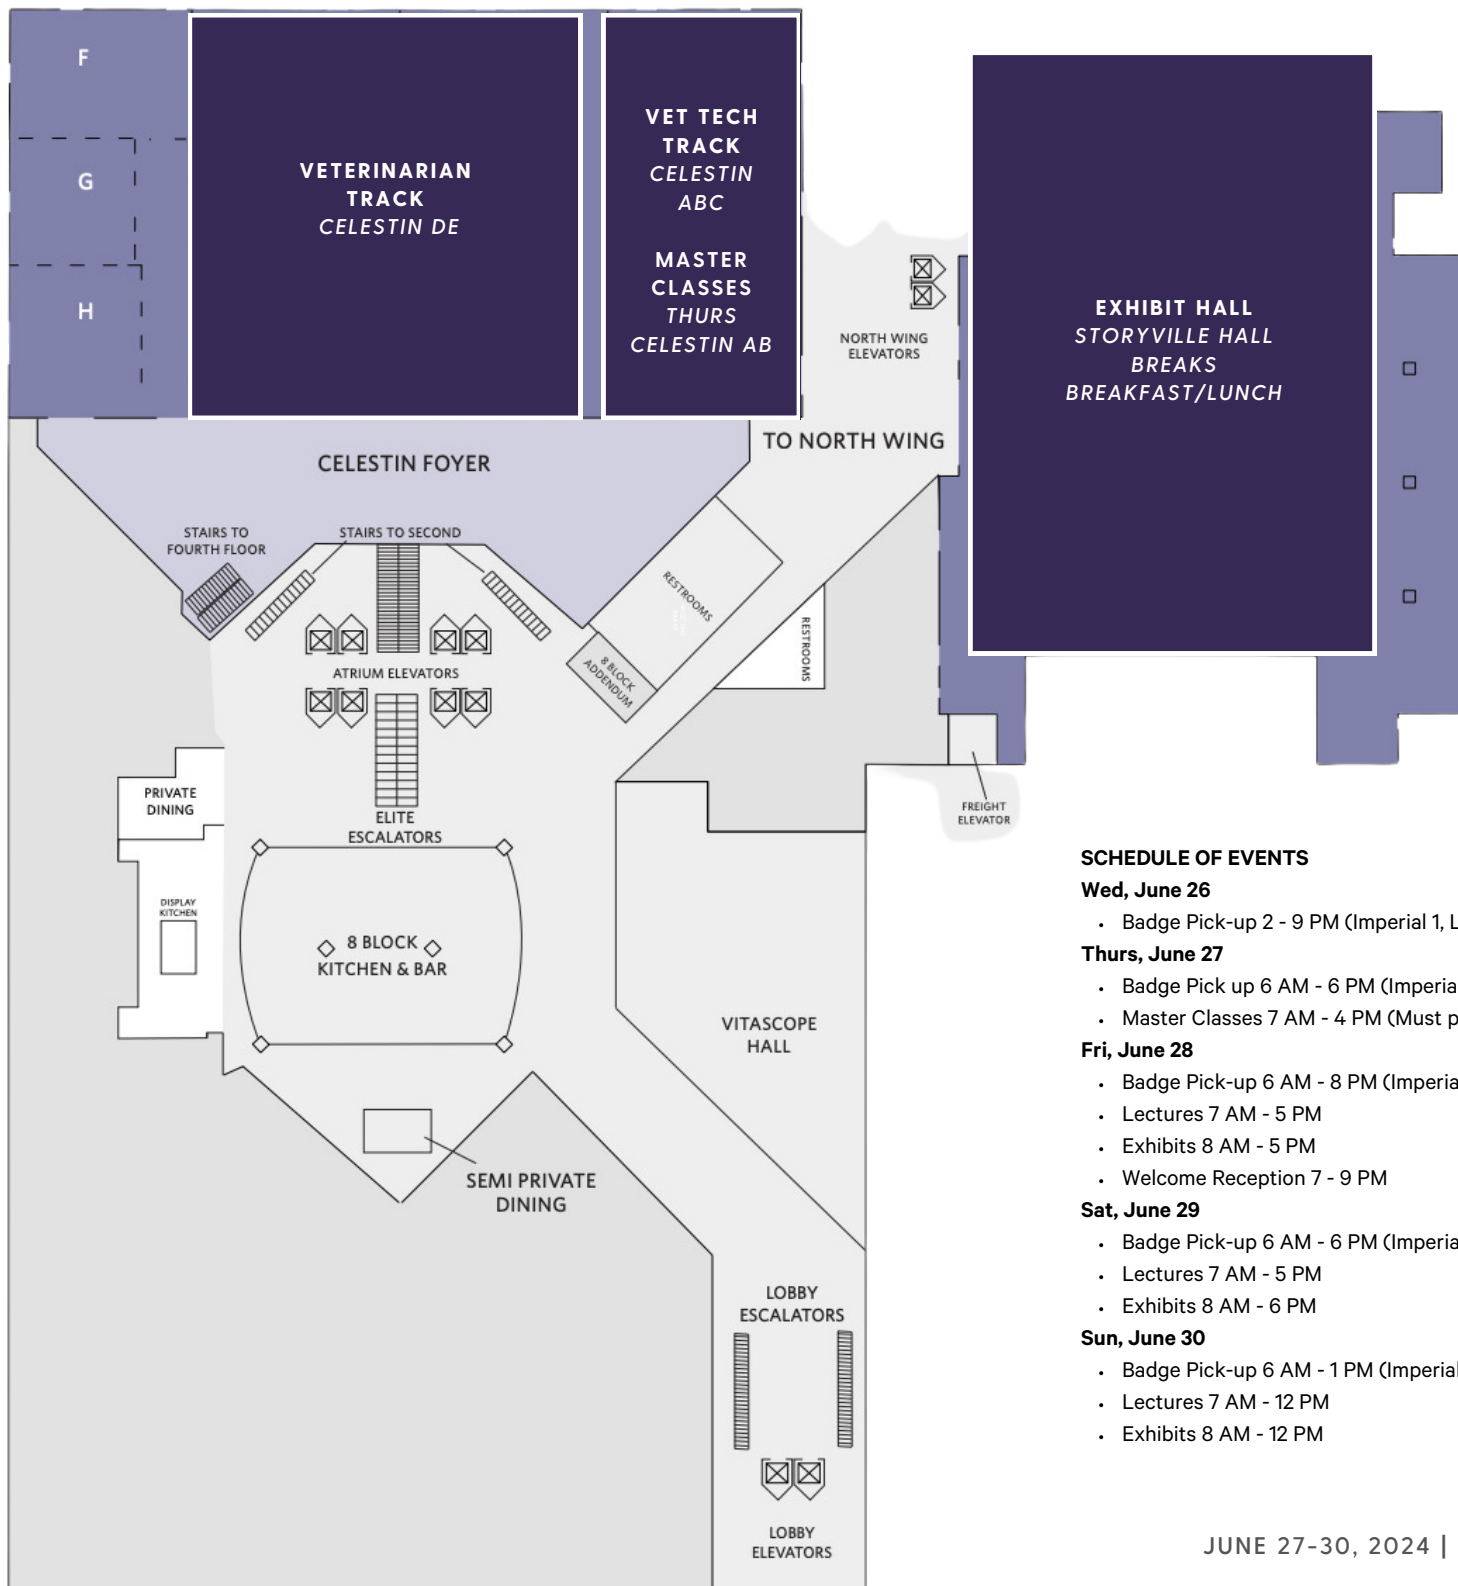 F
G
H
VETERINARIAN
TRACK
CELESTIN DE
VET TECH
TRACK
CELESTIN
ABC
MASTER
CLASSES
THURS
CELESTIN AB
EXHIBIT HALL
STORYVILLE HALL
BREAKS
BREAKFAST/LUNCH
NORTH WING
ELEVATORS
TO NORTH WING
CELESTIN FOYER
STAIRS TO
FOURTH FLOOR
STAIRS TO SECOND
RESTROOMS
RESTROOMS
8 BLOCK
ADDENDUM
ATRIUM ELEVATORS
ELITE
ESCALATORS
PRIVATE
DINING
DISPLAY
KITCHEN
8 BLOCK
KITCHEN & BAR
FREIGHT
ELEVATOR
VITASCOPE
HALL
SEMI PRIVATE
DINING
LOBBY
ESCALATORS
LOBBY
ELEVATORS
SCHEDULE OF EVENTS
Wed, June 26
• Badge Pick-up 2 - 9 PM (Imperial 1, L
Thurs, June 27
• Badge Pick up 6 AM - 6 PM (Imperia
• Master Classes 7 AM - 4 PM (Must p
Fri, June 28
• Badge Pick-up 6 AM - 8 PM (Imperia
• Lectures 7 AM - 5 PM
• Exhibits 8 AM - 5 PM
• Welcome Reception 7 - 9 PM
Sat, June 29
• Badge Pick-up 6 AM - 6 PM (Imperia
• Lectures 7 AM - 5 PM
• Exhibits 8 AM - 6 PM
Sun, June 30
• Badge Pick-up 6 AM - 1 PM (Imperial
• Lectures 7 AM - 12 PM
• Exhibits 8 AM - 12 PM
JUNE 27-30, 2024 |